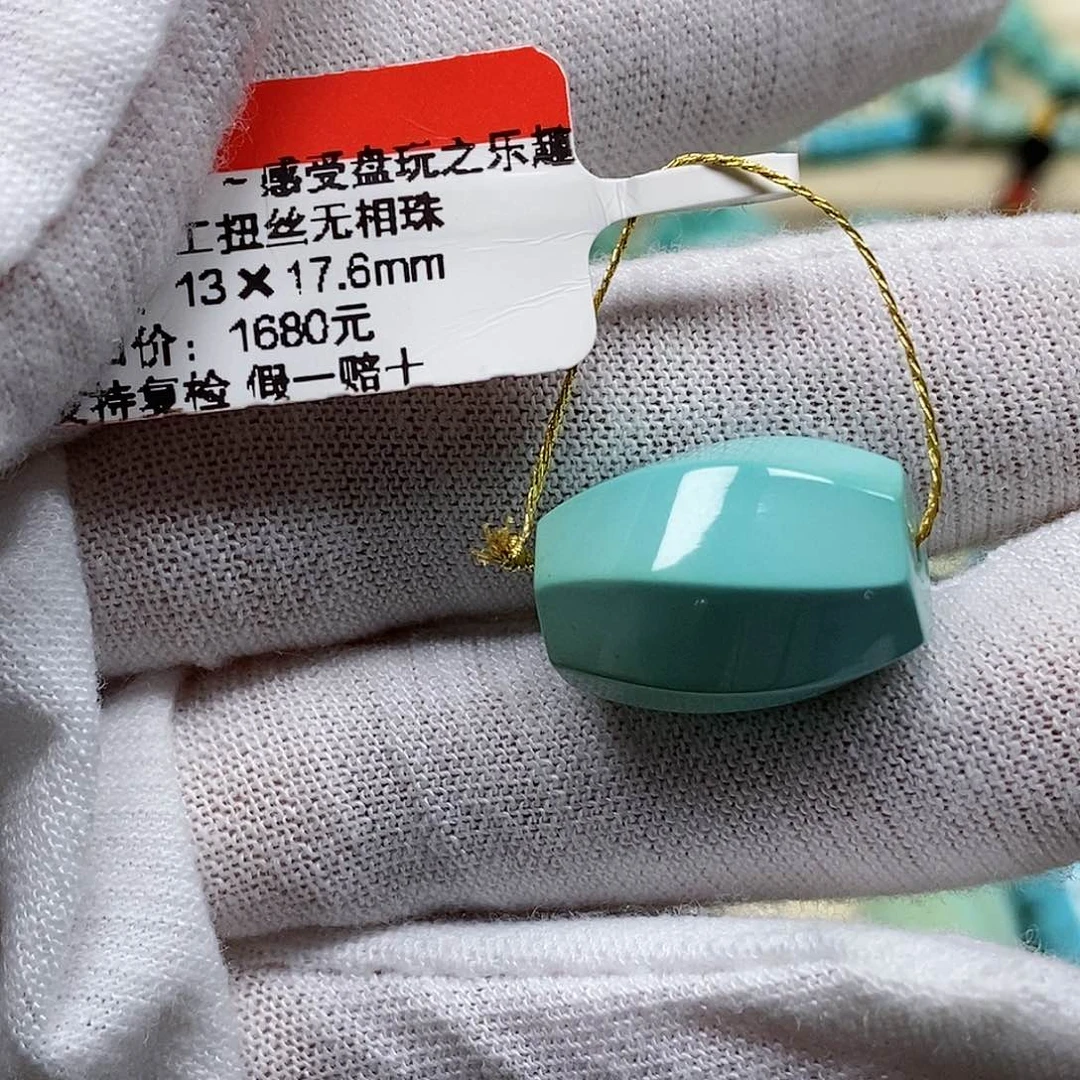 ~感受盘玩之乐趣
工扭丝无相珠
13×17.6mm
价：1680元
持复检 假一赔十